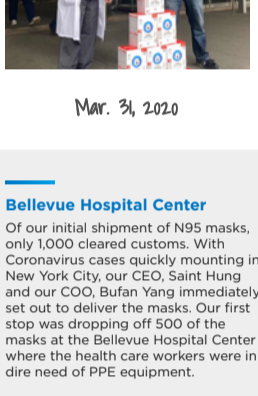 Mar. 31, 2020
Bellevue Hospital Center
Of our initial shipment of N95 masks,
only 1,000 cleared customs. With
Coronavirus cases quickly mounting in
New York City, our CEO, Saint Hung
and our COO, Bufan Yang immediately
set out to deliver the masks. Our first
stop was dropping off 500 of the
masks at the Bellevue Hospital Center
where the health care workers were in
dire need of PPE equipment.